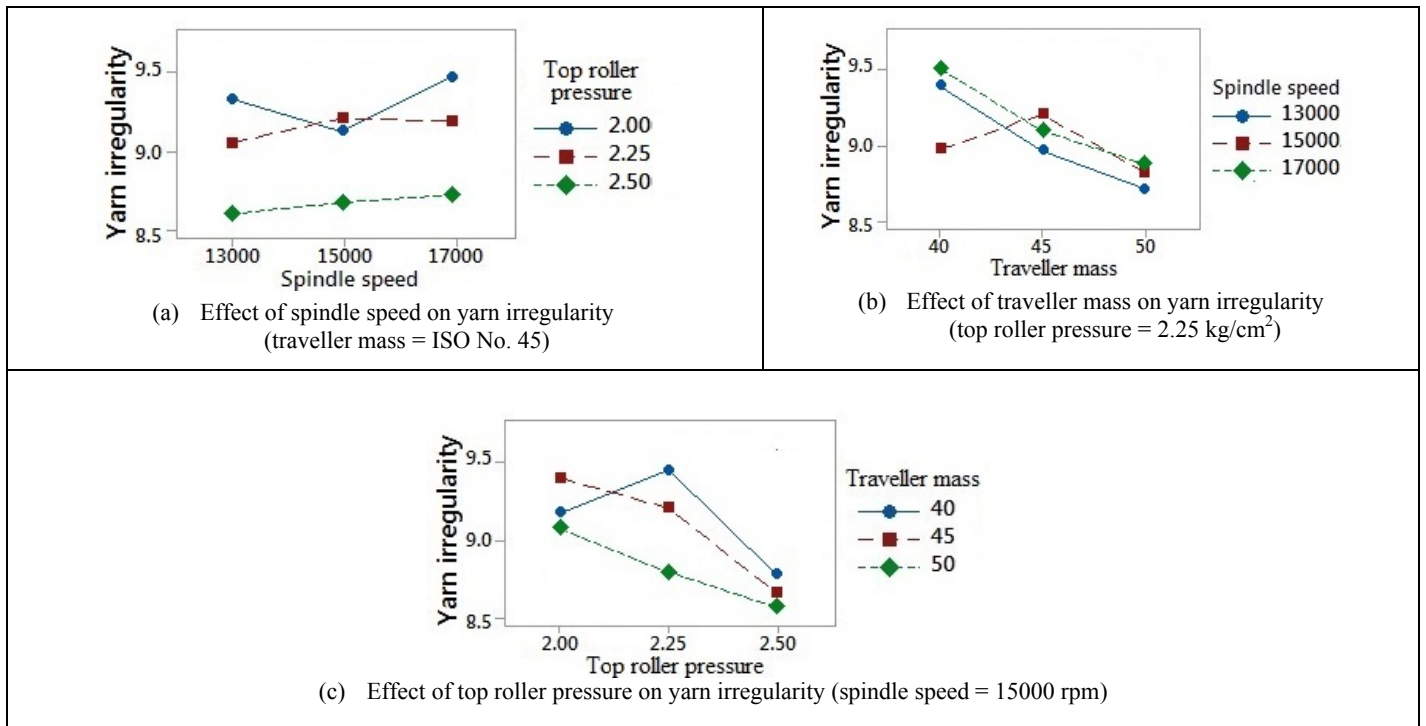 Yarn irregularity
9.5
9.0
8.5
13000 15000 17000
Spindle speed
Top roller
pressure
2.00
2.25
2.50
(a) Effect of spindle speed on yarn irregularity
(traveller mass = ISO No. 45)
Yarn irregularity
9.5
9.0
8.5
40 45 50
Traveller mass
Spindle speed
13000
15000
17000
(b) Effect of traveller mass on yarn irregularity
(top roller pressure = 2.25 kg/cm²)
Yarn irregularity
9.5
9.0
8.5
2.00 2.25 2.50
Top roller pressure
Traveller mass
40
45
50
(c) Effect of top roller pressure on yarn irregularity (spindle speed = 15000 rpm)